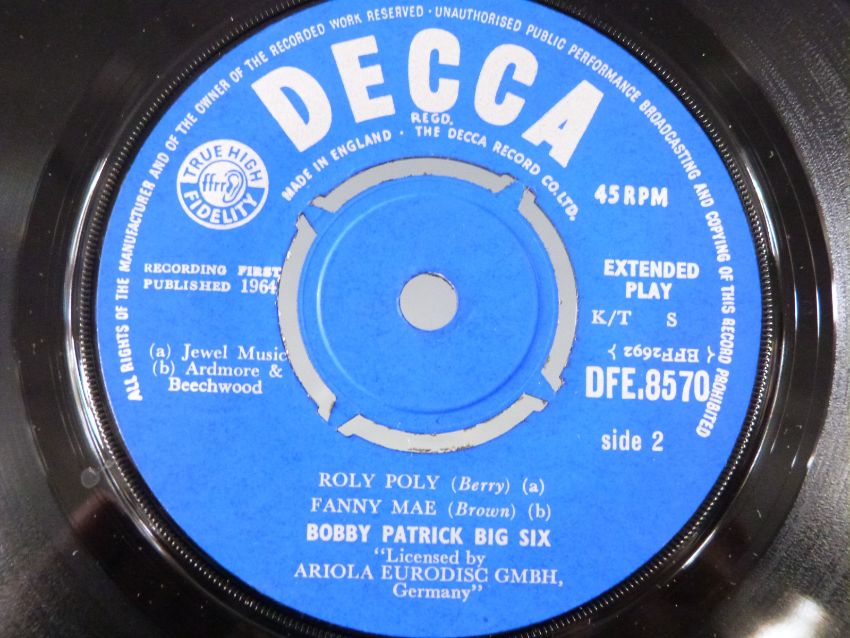 ALL RIGHTS OF THE MANUFACTURER AND OF THE OWNER OF THE RECORDED WORK RESERVED · UNAUTHORISED PUBLIC PERFORMANCE BROADCASTING AND COPYING OF THIS RECORD PROHIBITED
DECCA
REGD.
MADE IN ENGLAND · THE DECCA RECORD CO. LTD.
TRUE HIGH
ffrr
FIDELITY
45 RPM
RECORDING FIRST
PUBLISHED 1964
EXTENDED
PLAY
K/T S
(a) Jewel Music
(b) Ardmore &
Beechwood
{ BFF2692 }
DFE.8570
side 2
ROLY POLY (Berry) (a)
FANNY MAE (Brown) (b)
BOBBY PATRICK BIG SIX
"Licensed by
ARIOLA EURODISC GMBH,
Germany"